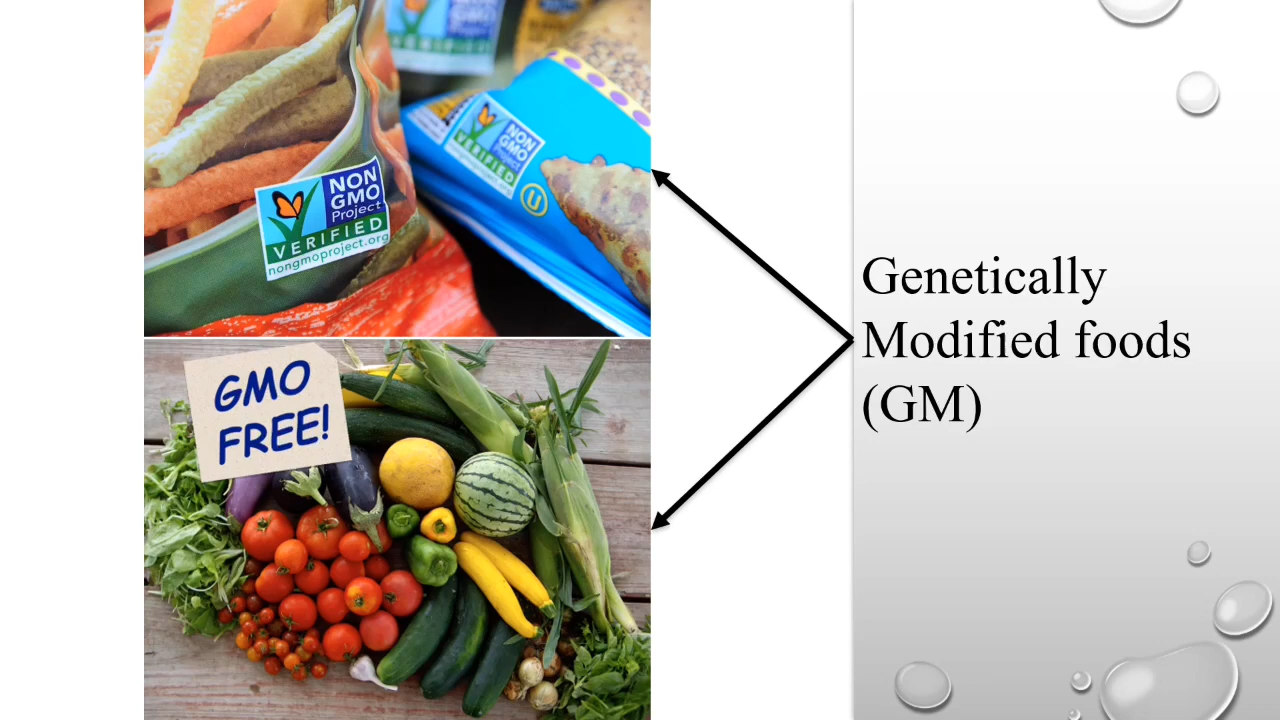 NON
GMO
Project
VERIFIED
nongmoproject.org
NON
GMO
Project
VERIFIED
U
GMO
FREE!
Genetically
Modified foods
(GM)